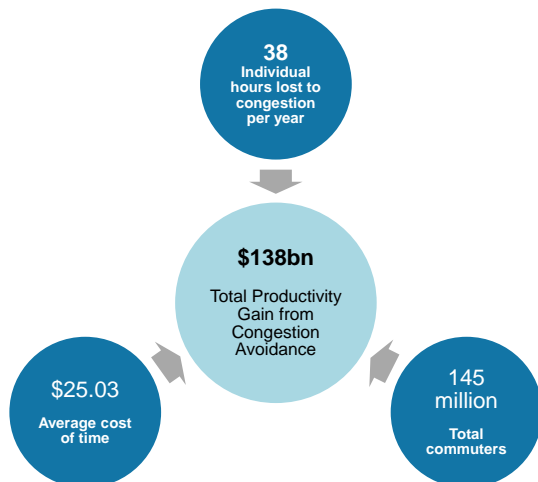 38
Individual
hours lost to
congestion
per year
$138bn
Total Productivity
Gain from
Congestion
Avoidance
$25.03
Average cost
of time
145
million
Total
commuters